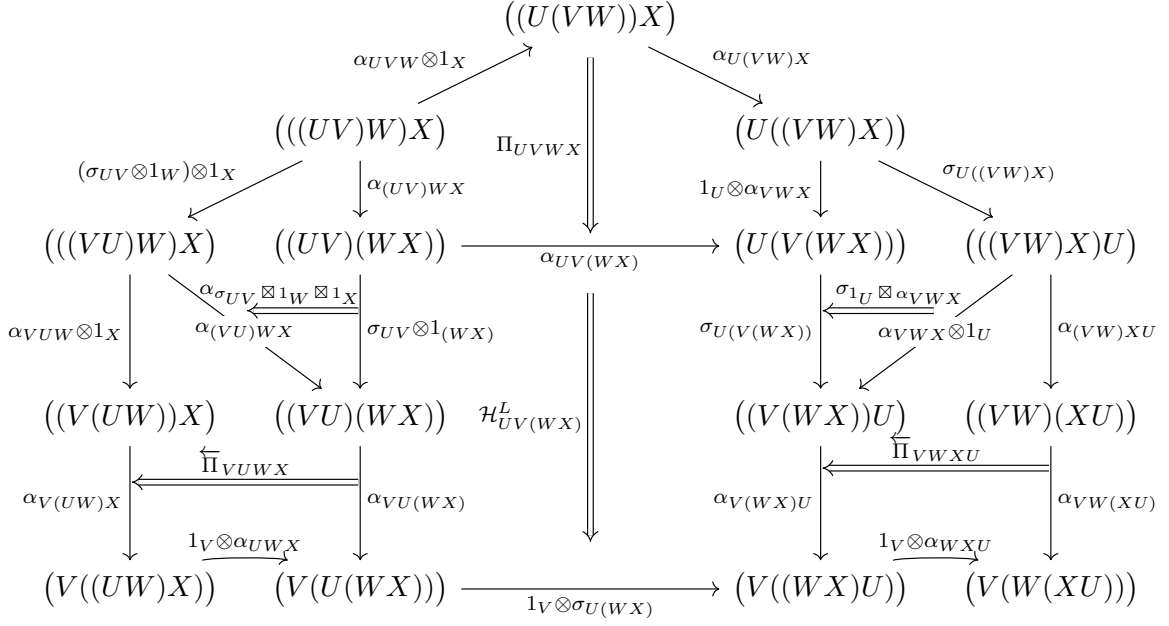 ((U(VW))X)
α_{UVW}⊗1_X α_{U(VW)X}
(((UV)W)X) (U((VW)X))
Π_{UVWX}
(σ_{UV}⊗1_W)⊗1_X α_{(UV)WX} 1_U⊗α_{VWX} σ_{U((VW)X)}
(((VU)W)X) ((UV)(WX)) α_{UV(WX)} (U(V(WX))) (((VW)X)U)
α_{σ_{UV}⊠1_W⊠1_X} σ_{1_U⊠α_{VWX}}
α_{VUW}⊗1_X α_{(VU)WX} σ_{UV}⊗1_{(WX)} σ_{U(V(WX))} α_{VWX}⊗1_U α_{(VW)XU}
((V(UW))X) ((VU)(WX)) ℋ^L_{UV(WX)} ((V(WX))U) ((VW)(XU))
\overleftarrow{Π}_{VUWX} \overleftarrow{Π}_{VWXU}
α_{V(UW)X} α_{VU(WX)} α_{V(WX)U} α_{VW(XU)}
1_V⊗α_{UWX} 1_V⊗α_{WXU}
(V((UW)X)) (V(U(WX))) 1_V⊗σ_{U(WX)} (V((WX)U)) (V(W(XU)))